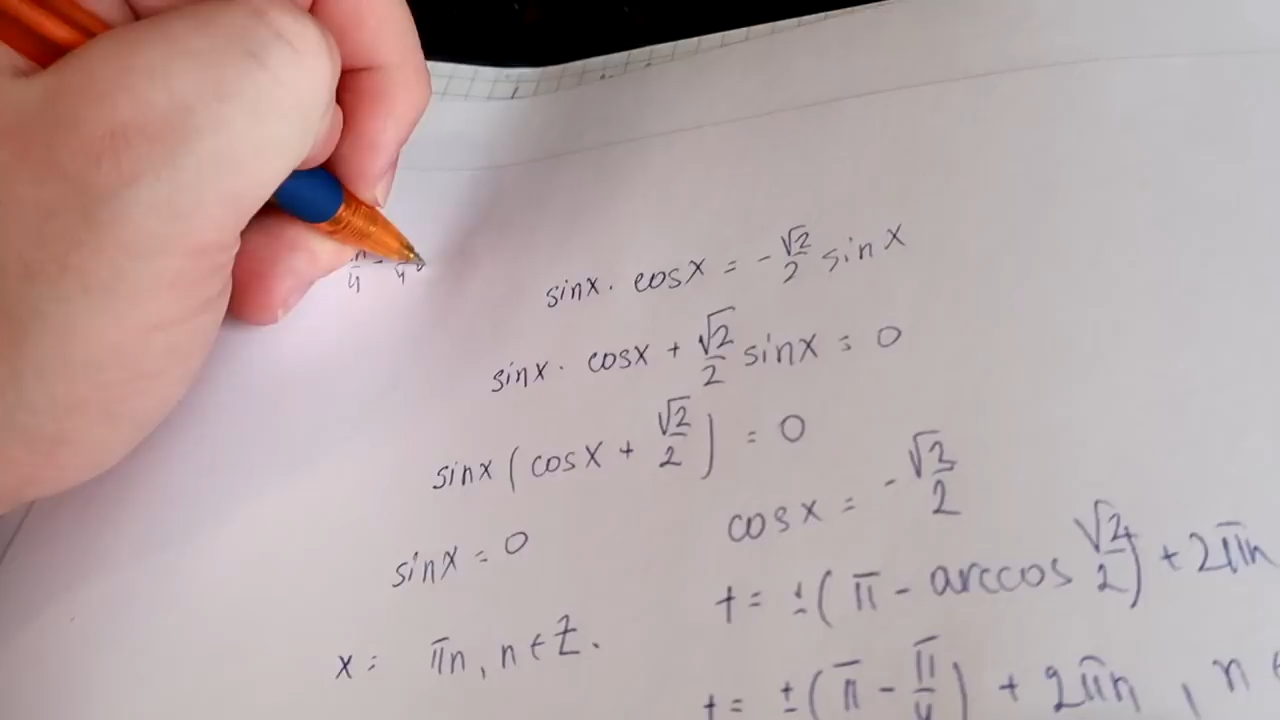 sinx · cosx = -√2/2 sinx
sinx · cosx + √2/2 sinx = 0
sinx (cosx + √2/2) = 0
sinx = 0
cosx = -√2/2
x = πn, n ∈ Z.
t = ±(π - arccos √2/2) + 2πn
t = ±(π - π/4) + 2πn, n ∈